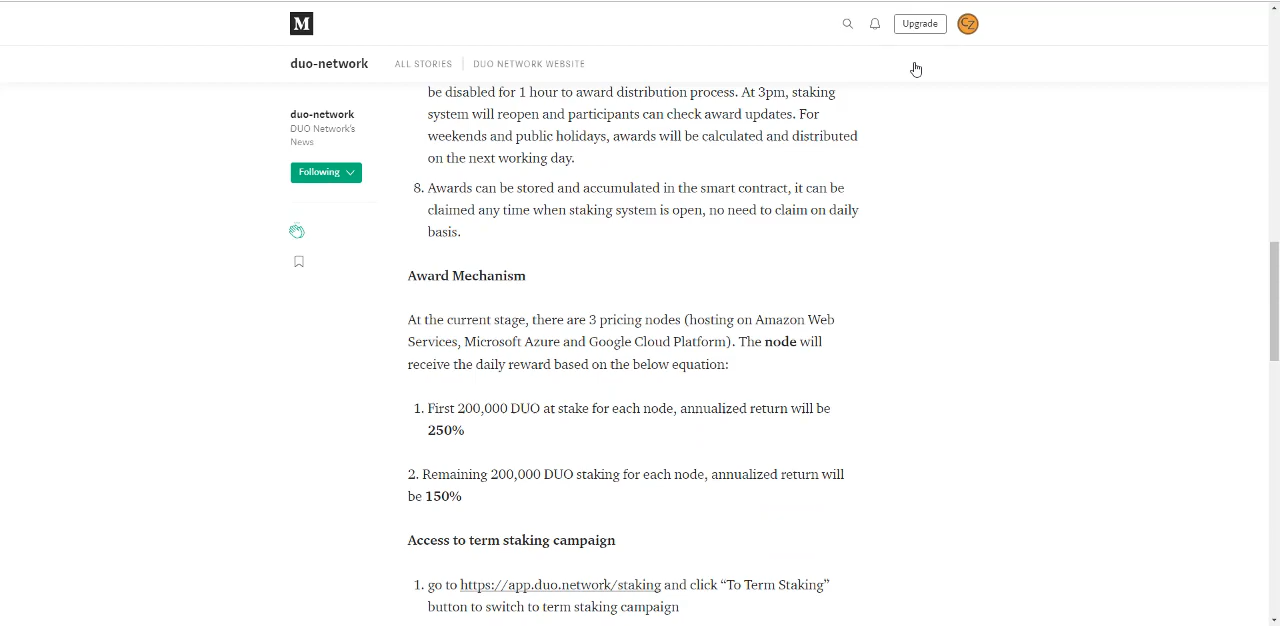 M
Upgrade
CZ
duo-network
ALL STORIES
DUO NETWORK WEBSITE
duo-network
DUO Network's
News
Following
be disabled for 1 hour to award distribution process. At 3pm, staking
system will reopen and participants can check award updates. For
weekends and public holidays, awards will be calculated and distributed
on the next working day.
8. Awards can be stored and accumulated in the smart contract, it can be
claimed any time when staking system is open, no need to claim on daily
basis.
Award Mechanism
At the current stage, there are 3 pricing nodes (hosting on Amazon Web
Services, Microsoft Azure and Google Cloud Platform). The node will
receive the daily reward based on the below equation:
1. First 200,000 DUO at stake for each node, annualized return will be
250%
2. Remaining 200,000 DUO staking for each node, annualized return will
be 150%
Access to term staking campaign
1. go to https://app.duo.network/staking and click “To Term Staking”
button to switch to term staking campaign